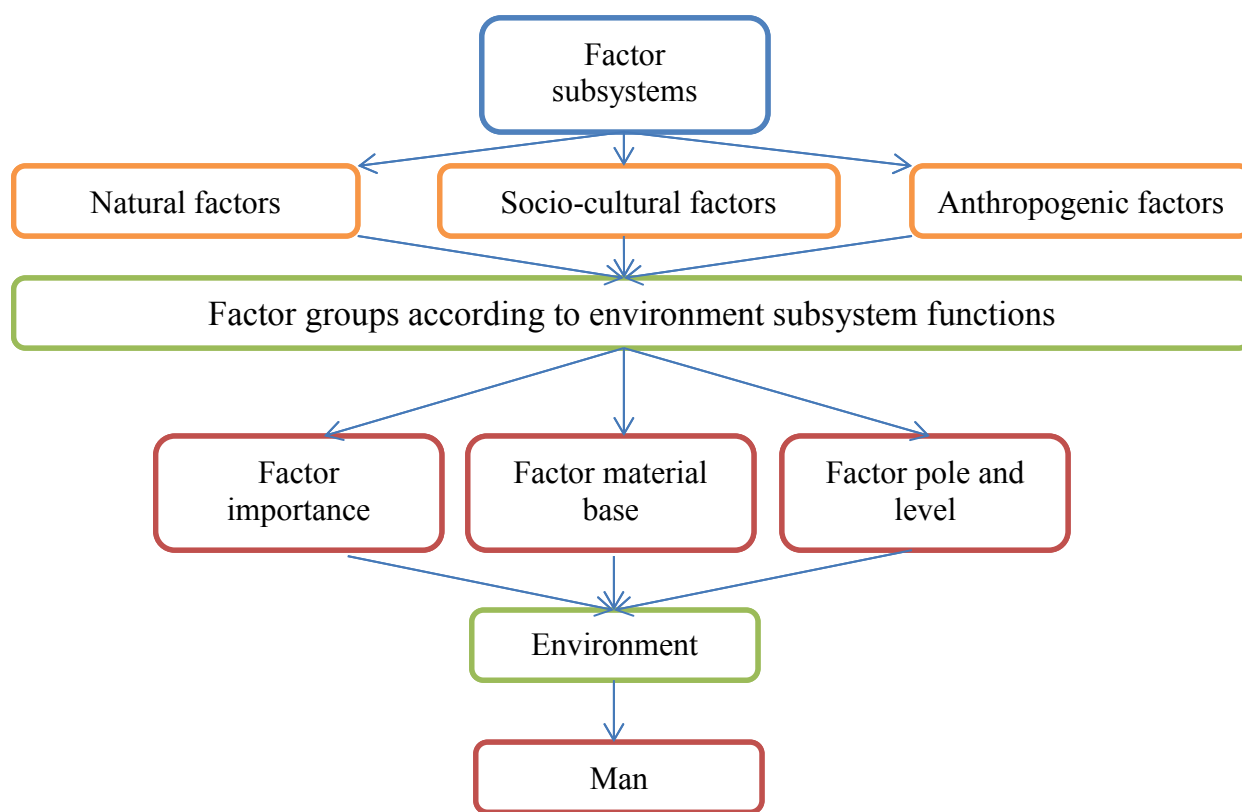 Factor
subsystems
Natural factors
Socio-cultural factors
Anthropogenic factors
Factor groups according to environment subsystem functions
Factor
importance
Factor material
base
Factor pole and
level
Environment
Man